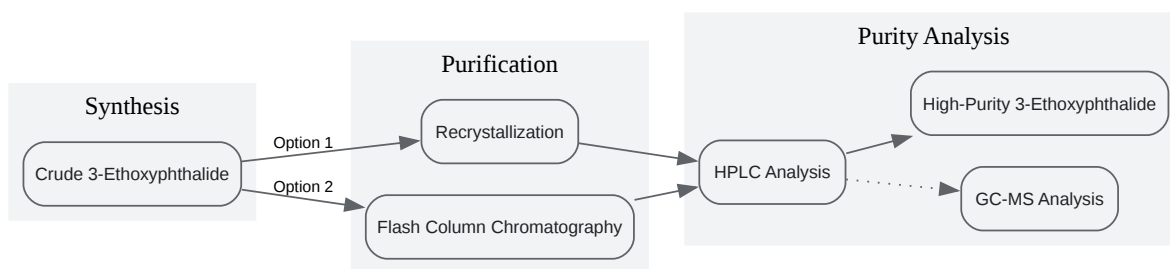 Synthesis
Crude 3-Ethoxyphthalide
Option 1
Option 2
Purification
Recrystallization
Flash Column Chromatography
Purity Analysis
HPLC Analysis
High-Purity 3-Ethoxyphthalide
GC-MS Analysis